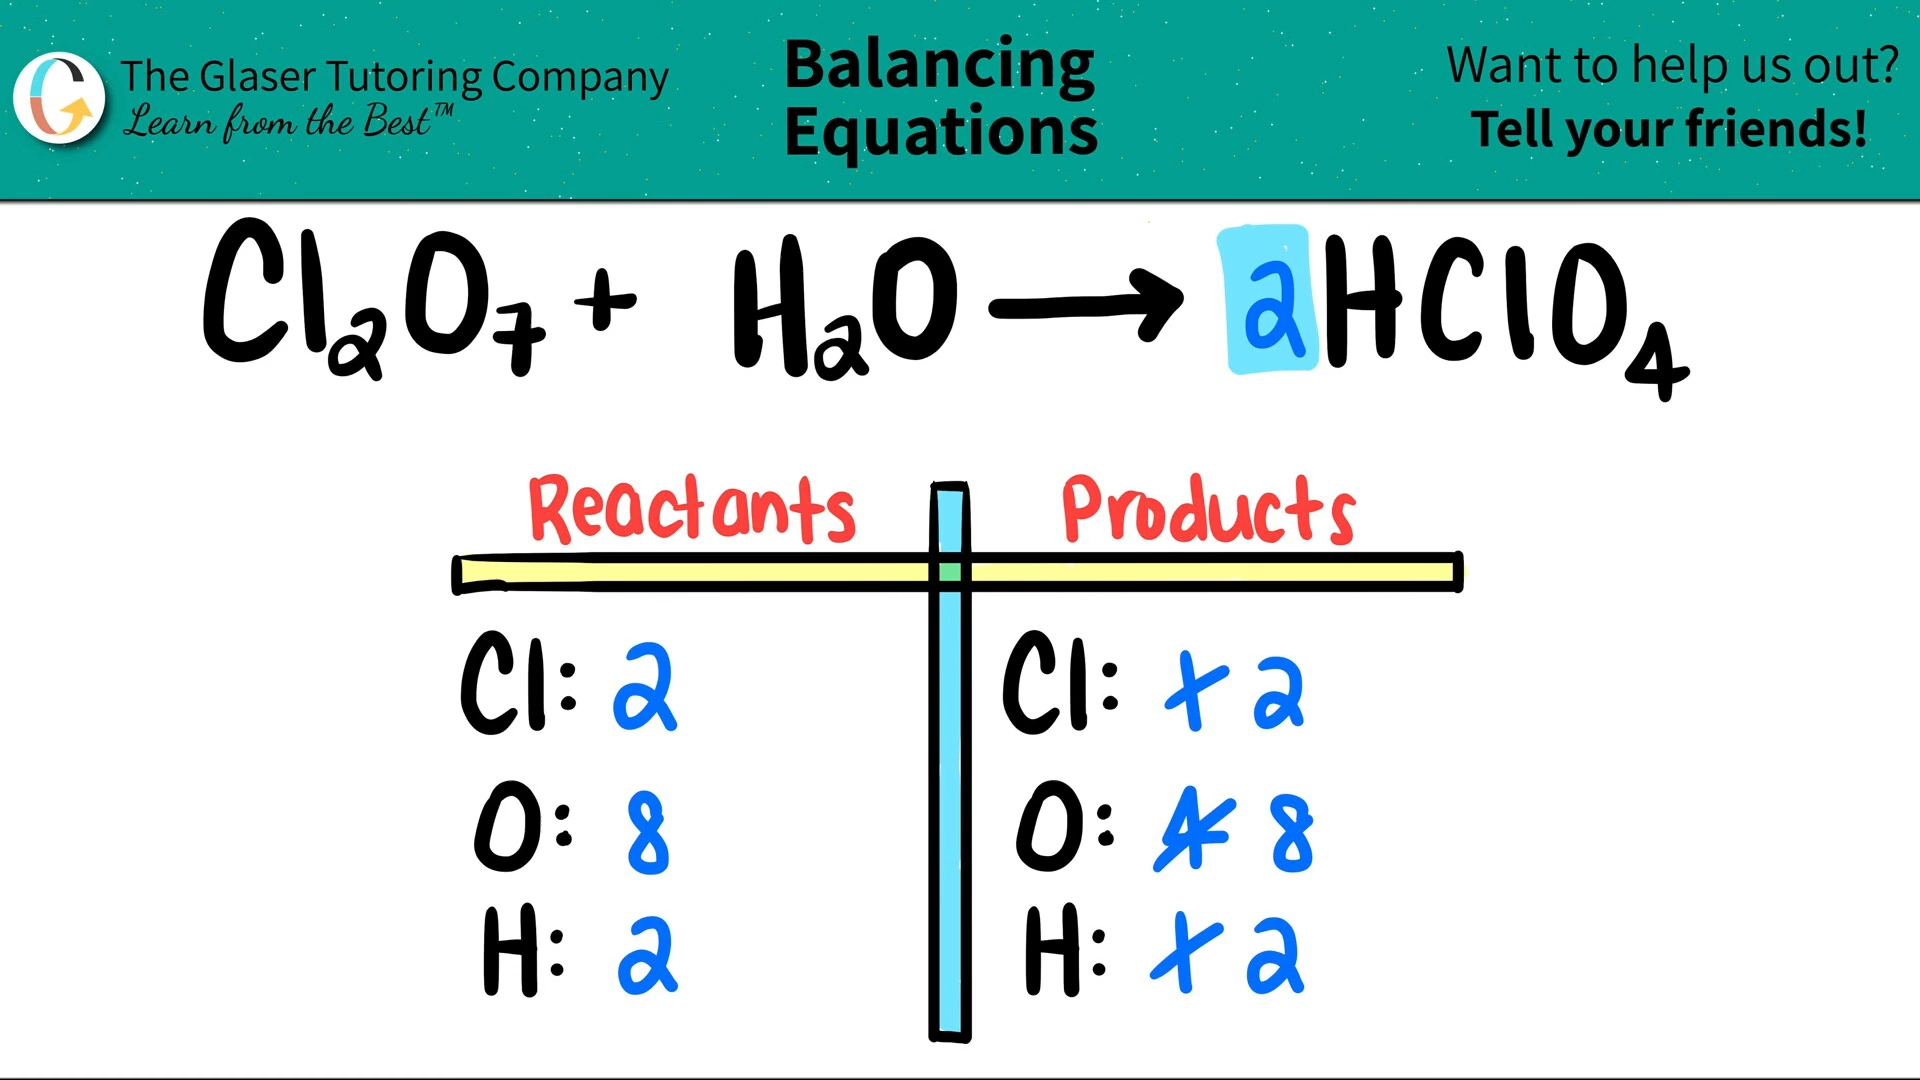 The Glaser Tutoring Company
Learn from the Best™
Balancing
Equations
Want to help us out?
Tell your friends!
Cl₂O₇ + H₂O → 2HClO₄
Reactants Products
Cl: 2 Cl: 1 2
O: 8 O: 4 8
H: 2 H: 1 2